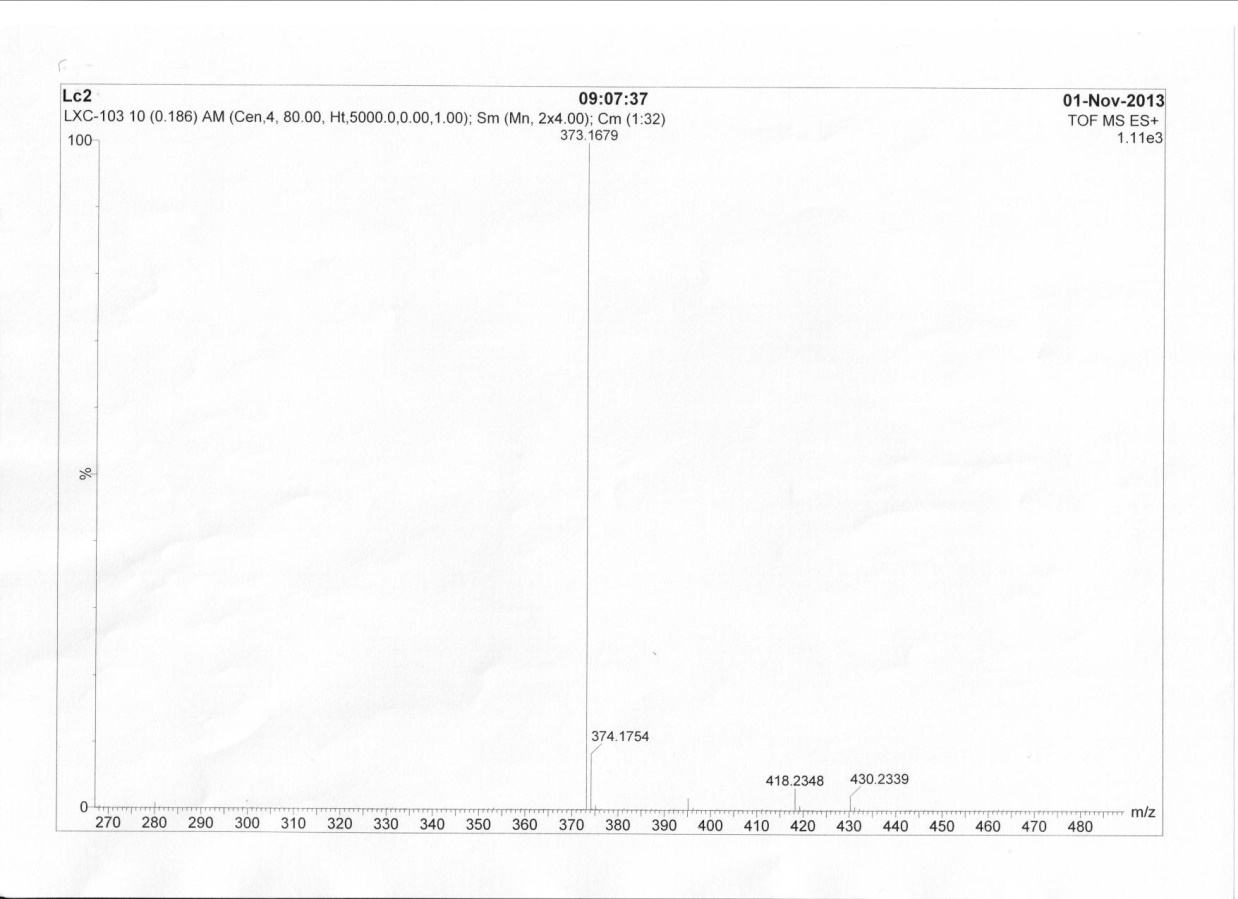 Lc2
09:07:37
01-Nov-2013
LXC-103 10 (0.186) AM (Cen,4, 80.00, Ht,5000.0,0.00,1.00); Sm (Mn, 2x4.00); Cm (1:32)
TOF MS ES+
373.1679
1.11e3
100
%
374.1754
418.2348
430.2339
0
m/z
270 280 290 300 310 320 330 340 350 360 370 380 390 400 410 420 430 440 450 460 470 480